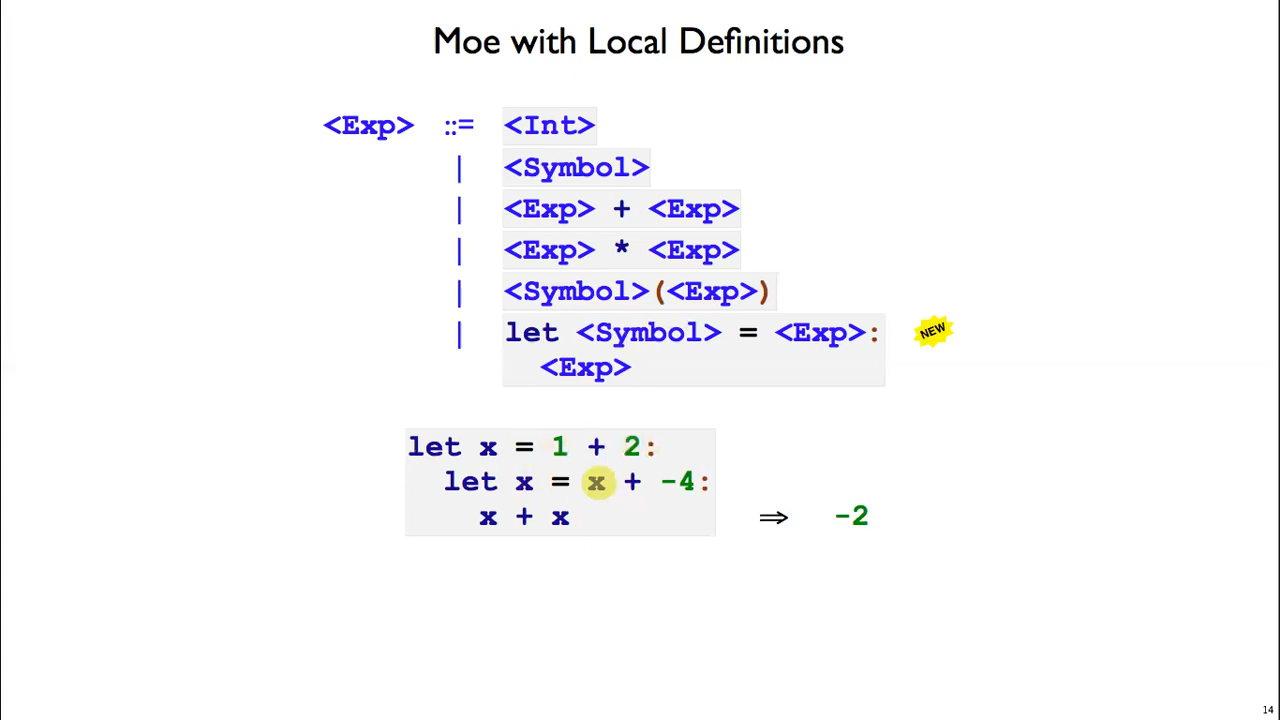 Moe with Local Definitions
<Exp> ::= <Int>
| <Symbol>
| <Exp> + <Exp>
| <Exp> * <Exp>
| <Symbol>(<Exp>)
| let <Symbol> = <Exp>: NEW
<Exp>
let x = 1 + 2:
let x = x + -4:
x + x ⇒ -2
14